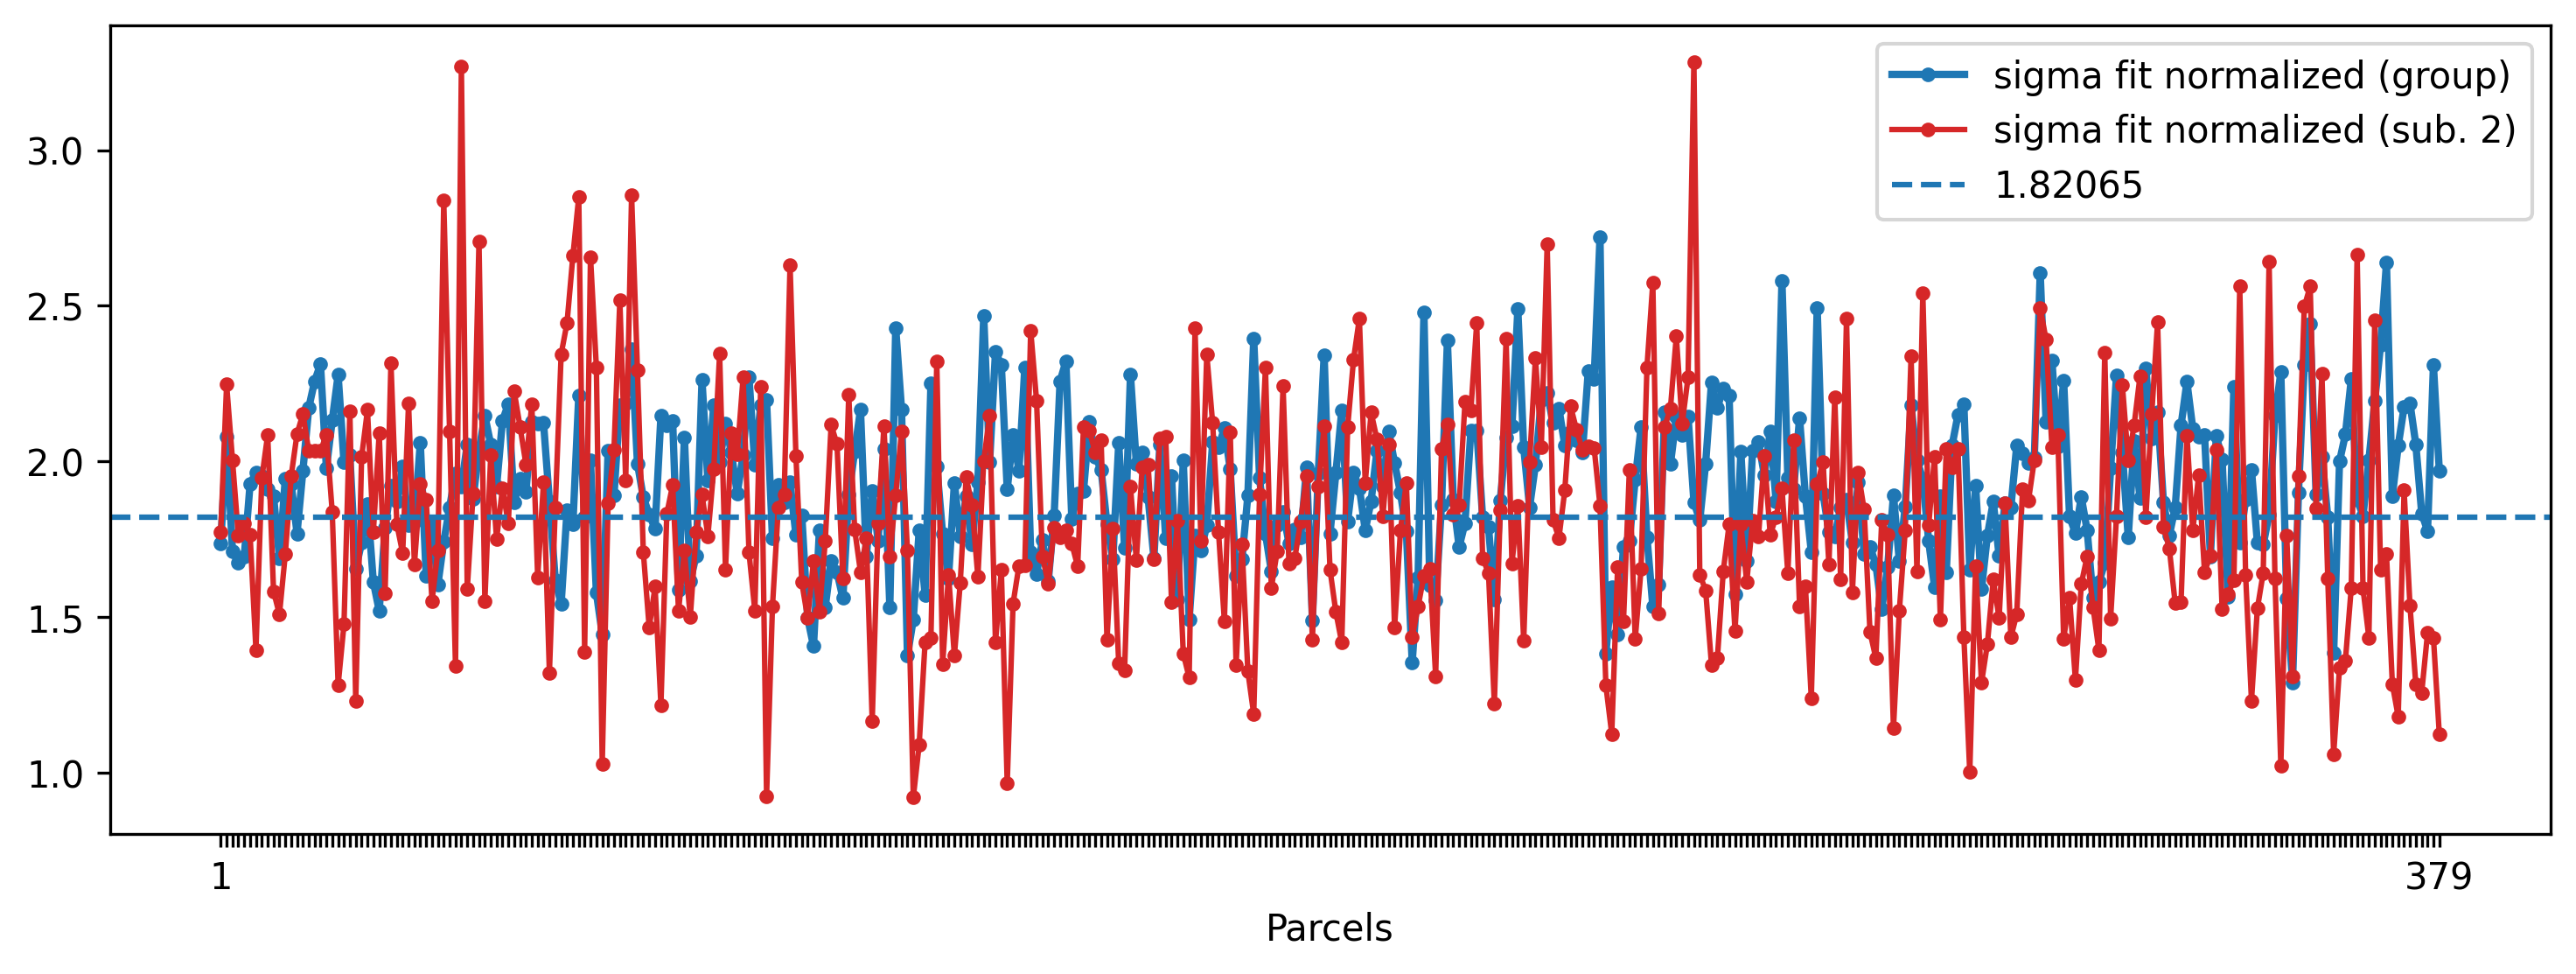 sigma fit normalized (group)
sigma fit normalized (sub. 2)
1.82065
3.0
2.5
2.0
1.5
1.0
1
379
Parcels